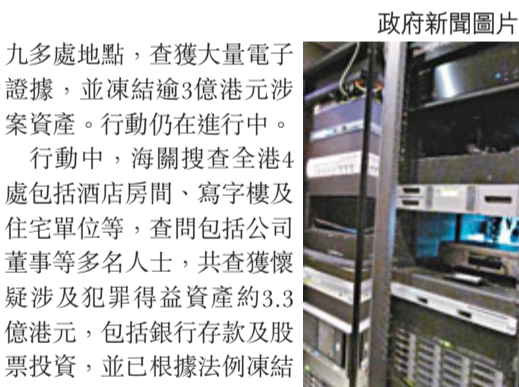 政府新聞圖片
九多處地點，查獲大量電子
證據，並凍結逾3億港元涉
案資產。行動仍在進行中。
行動中，海關搜查全港4
處包括酒店房間、寫字樓及
住宅單位等，查問包括公司
董事等多名人士，共查獲懷
疑涉及犯罪得益資產約3.3
億港元，包括銀行存款及股
票投資，並已根據法例凍結